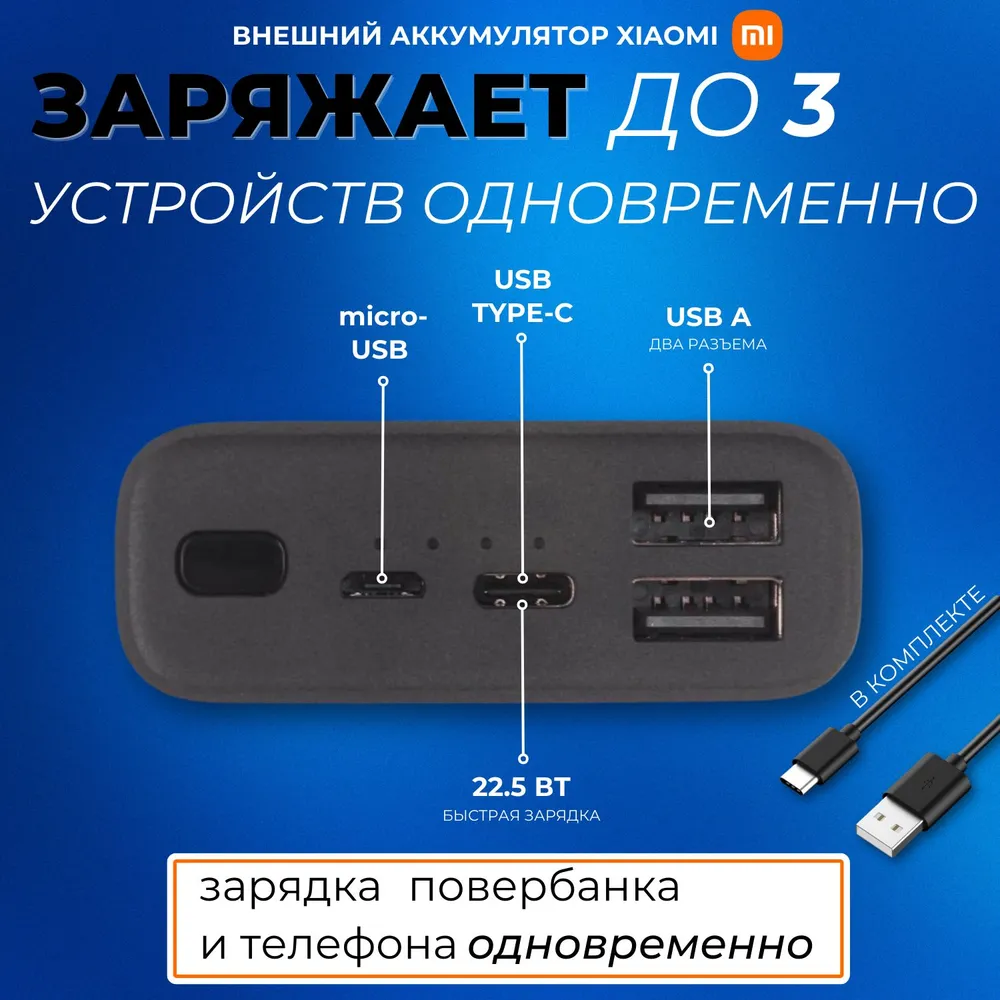 ВНЕШНИЙ АККУМУЛЯТОР XIAOMI mi
ЗАРЯЖАЕТ ДО 3
УСТРОЙСТВ ОДНОВРЕМЕННО
micro-
USB
USB
TYPE-C
USB A
ДВА РАЗЪЕМА
В КОМПЛЕКТЕ
22.5 ВТ
БЫСТРАЯ ЗАРЯДКА
зарядка повербанка
и телефона одновременно